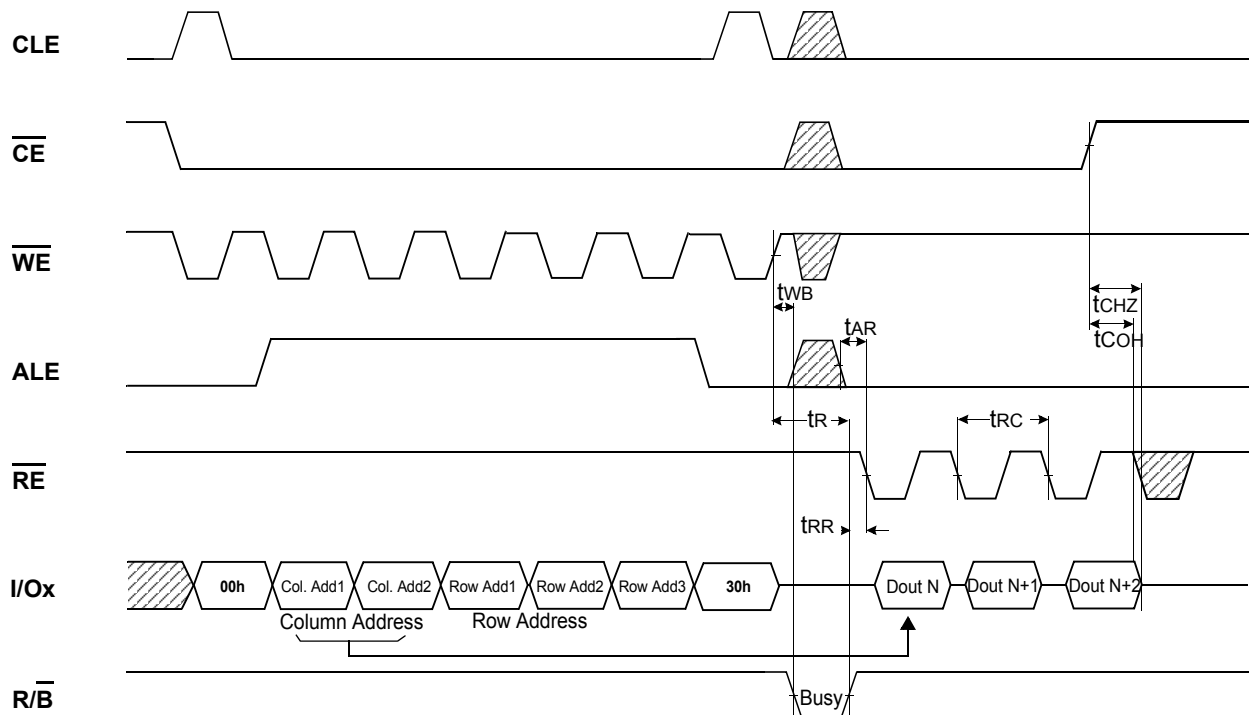 CLE
CE
WE
tWB
tCHZ
tCOH
tAR
ALE
tR
tRC
RE
tRR
I/Ox
00h
Col. Add1
Col. Add2
Row Add1
Row Add2
Row Add3
30h
Dout N
Dout N+1
Dout N+2
Column Address
Row Address
R/B
Busy